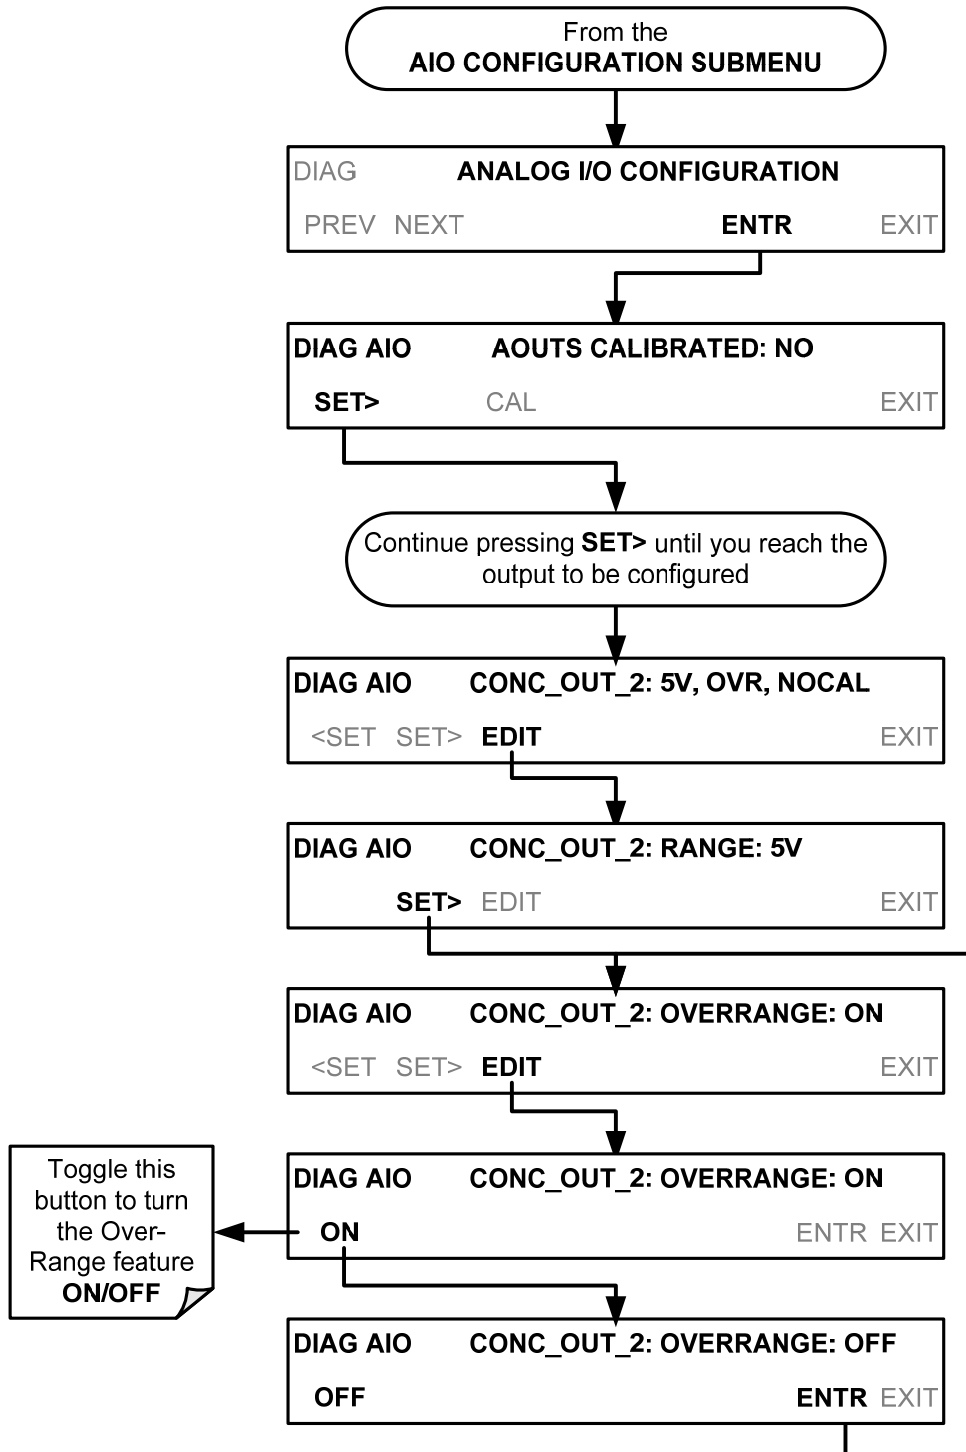 From the
AIO CONFIGURATION SUBMENU
DIAG ANALOG I/O CONFIGURATION
PREV NEXT ENTR EXIT
DIAG AIO AOUTS CALIBRATED: NO
SET> CAL EXIT
Continue pressing SET> until you reach the
output to be configured
DIAG AIO CONC_OUT_2: 5V, OVR, NOCAL
<SET SET> EDIT EXIT
DIAG AIO CONC_OUT_2: RANGE: 5V
SET> EDIT EXIT
DIAG AIO CONC_OUT_2: OVERRANGE: ON
<SET SET> EDIT EXIT
Toggle this
button to turn
the Over-
Range feature
ON/OFF
DIAG AIO CONC_OUT_2: OVERRANGE: ON
ON ENTR EXIT
DIAG AIO CONC_OUT_2: OVERRANGE: OFF
OFF ENTR EXIT